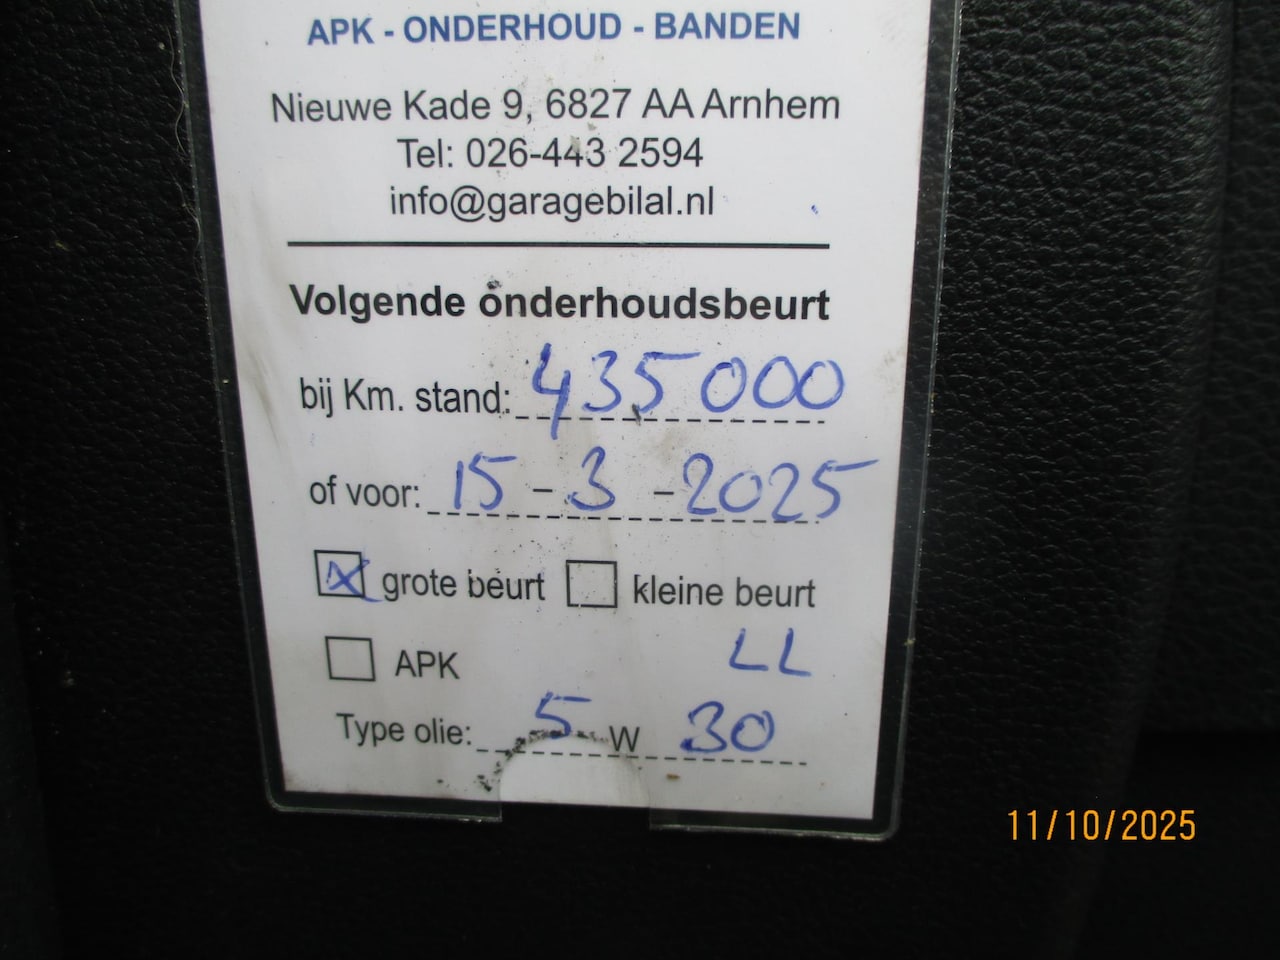 APK - ONDERHOUD - BANDEN
Nieuwe Kade 9, 6827 AA Arnhem
Tel: 026-443 2594
info@garagebilal.nl
Volgende onderhoudsbeurt
bij Km. stand: 435000
of voor: 15-3-2025
grote beurt kleine beurt
APK LL
Type olie: 5 W 30
11/10/2025